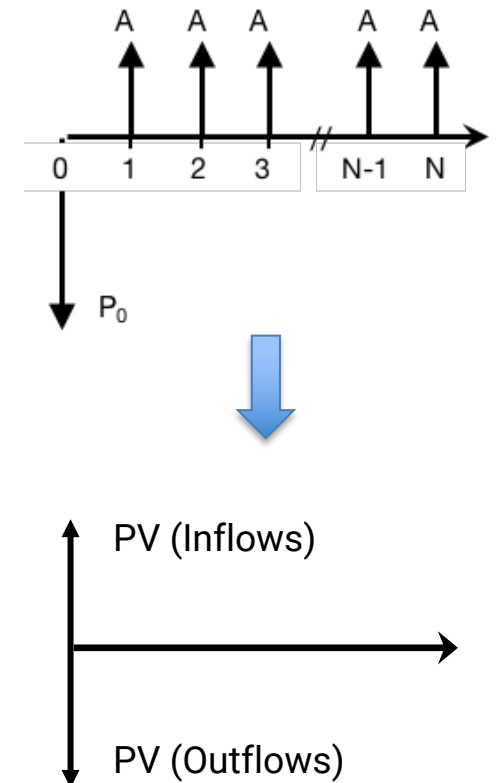 A A A A A
0 1 2 3 // N-1 N
P₀
PV (Inflows)
PV (Outflows)